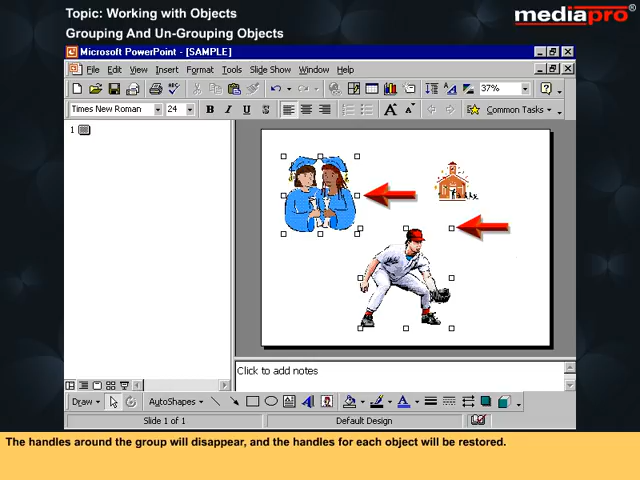 Topic: Working with Objects
mediapro®
Grouping And Un-Grouping Objects
Microsoft PowerPoint - [SAMPLE]
File Edit View Insert Format Tools Slide Show Window Help
37%
Times New Roman 24 B I U S Common Tasks
1
Click to add notes
Draw AutoShapes
Slide 1 of 1 Default Design
The handles around the group will disappear, and the handles for each object will be restored.